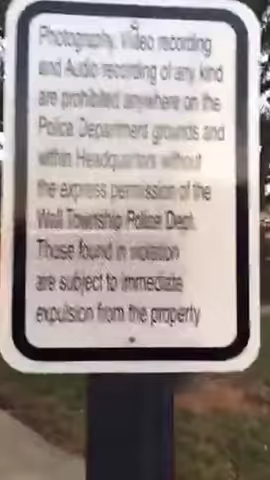 Photography, Video recording
and Audio recording of any kind
are prohibited anywhere on the
Police Department grounds and
within Headquarters without
the express permission of the
Wall Township Police Dept.
Those found in violation
are subject to immediate
expulsion from the property